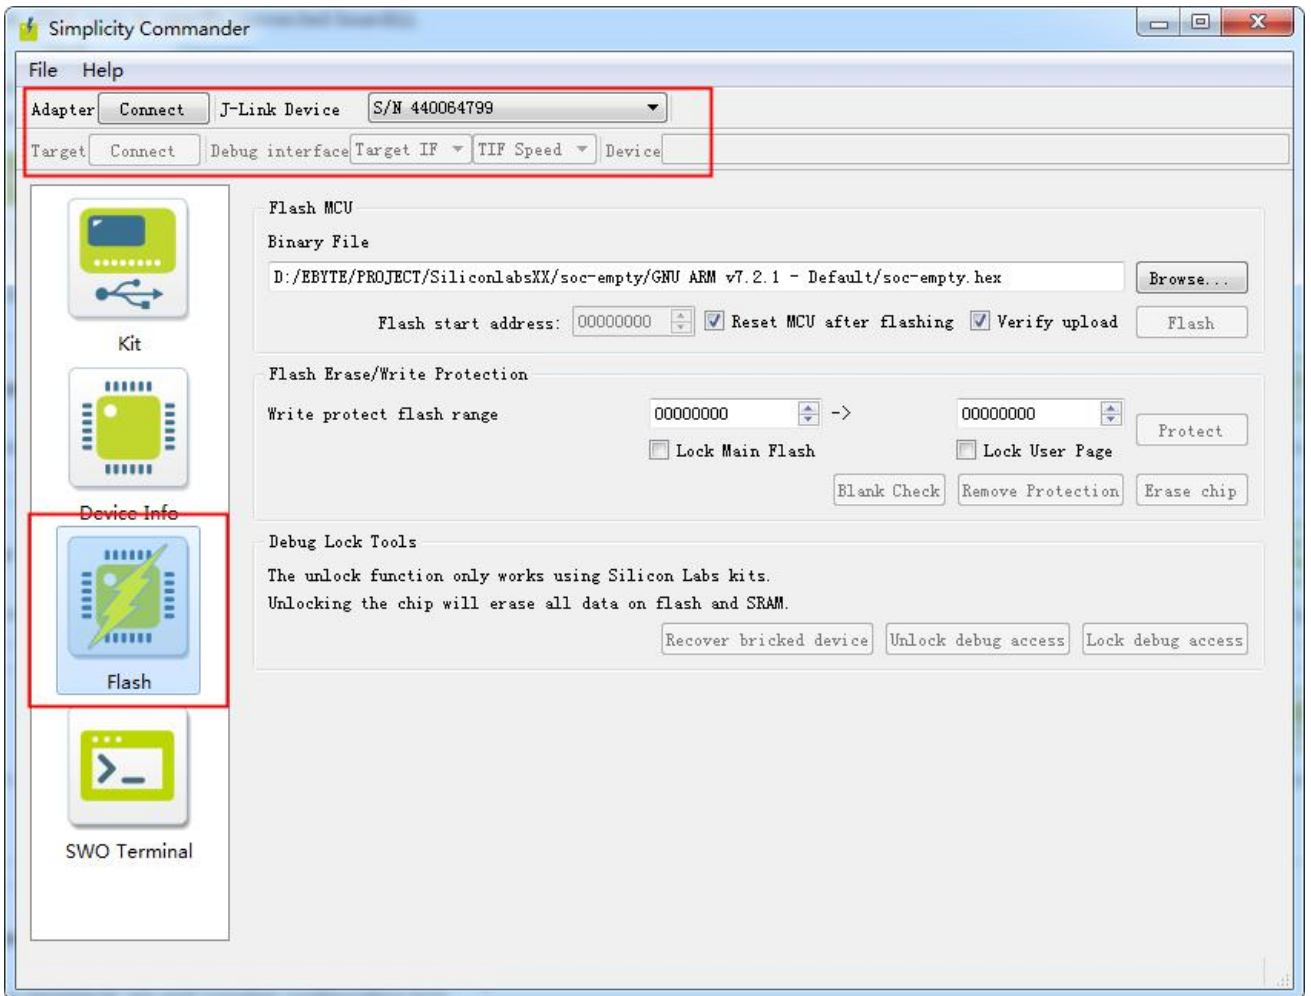 Simplicity Commander
File Help
Adapter Connect J-Link Device S/N 440064799
Target Connect Debug interface Target IF TIF Speed Device
Kit
Device Info
Flash
SWO Terminal
Flash MCU
Binary File
D:/EBYTE/PROJECT/SiliconlabsXX/soc-empty/GNU ARM v7.2.1 - Default/soc-empty.hex Browse...
Flash start address: 00000000 Reset MCU after flashing Verify upload Flash
Flash Erase/Write Protection
Write protect flash range 00000000 -> 00000000 Protect
Lock Main Flash Lock User Page
Blank Check Remove Protection Erase chip
Debug Lock Tools
The unlock function only works using Silicon Labs kits.
Unlocking the chip will erase all data on flash and SRAM.
Recover bricked device Unlock debug access Lock debug access